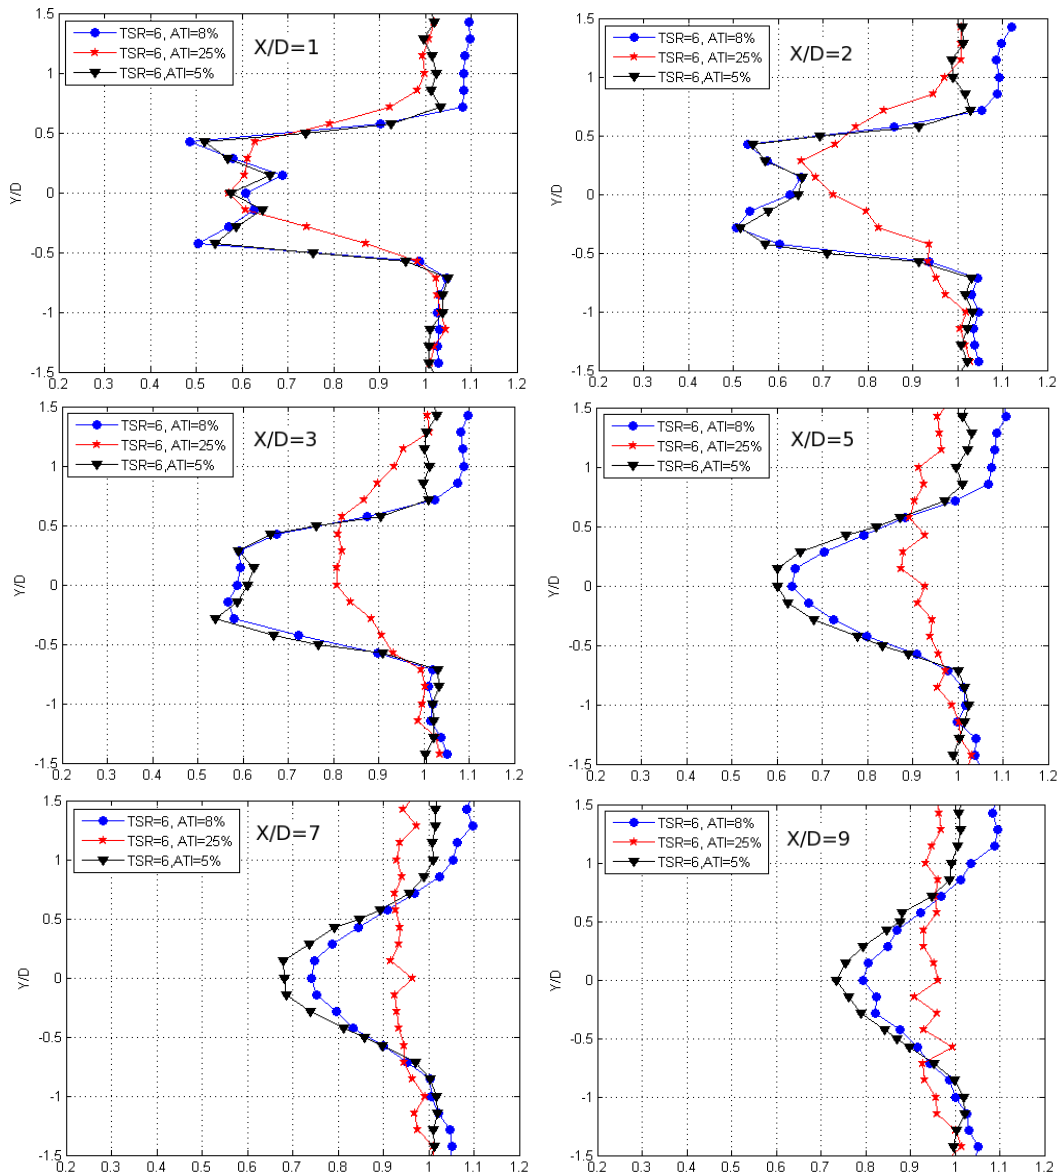 1.5
1
0.5
0
-0.5
-1
-1.5
Y/D
TSR=6, ATI=8%
TSR=6, ATI=25%
TSR=6,ATI=5%
X/D=1
0.2 0.3 0.4 0.5 0.6 0.7 0.8 0.9 1 1.1 1.2
1.5
1
0.5
0
-0.5
-1
-1.5
Y/D
TSR=6, ATI=8%
TSR=6, ATI=25%
TSR=6,ATI=5%
X/D=2
0.2 0.3 0.4 0.5 0.6 0.7 0.8 0.9 1 1.1 1.2
1.5
1
0.5
0
-0.5
-1
-1.5
Y/D
TSR=6, ATI=8%
TSR=6, ATI=25%
TSR=6,ATI=5%
X/D=3
0.2 0.3 0.4 0.5 0.6 0.7 0.8 0.9 1 1.1 1.2
1.5
1
0.5
0
-0.5
-1
-1.5
Y/D
TSR=6, ATI=8%
TSR=6, ATI=25%
TSR=6,ATI=5%
X/D=5
0.2 0.3 0.4 0.5 0.6 0.7 0.8 0.9 1 1.1 1.2
1.5
1
0.5
0
-0.5
-1
-1.5
Y/D
TSR=6, ATI=8%
TSR=6, ATI=25%
TSR=6,ATI=5%
X/D=7
0.2 0.3 0.4 0.5 0.6 0.7 0.8 0.9 1 1.1 1.2
1.5
1
0.5
0
-0.5
-1
-1.5
Y/D
TSR=6, ATI=8%
TSR=6, ATI=25%
TSR=6,ATI=5%
X/D=9
0.2 0.3 0.4 0.5 0.6 0.7 0.8 0.9 1 1.1 1.2